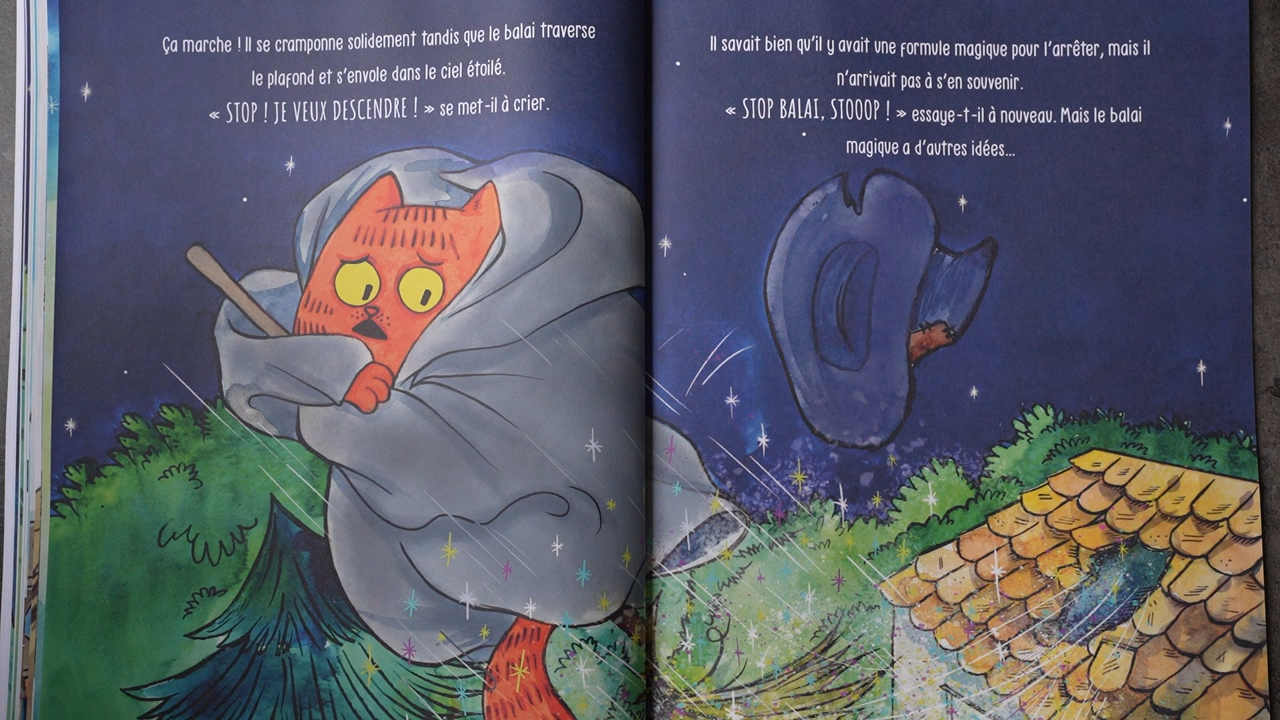 Ça marche ! Il se cramponne solidement tandis que le balai traverse
le plafond et s'envole dans le ciel étoilé.
« STOP ! JE VEUX DESCENDRE ! » se met-il à crier.
Il savait bien qu'il y avait une formule magique pour l'arrêter, mais il
n'arrivait pas à s'en souvenir.
« STOP BALAI, STOOOP ! » essaye-t-il à nouveau. Mais le balai
magique a d'autres idées...